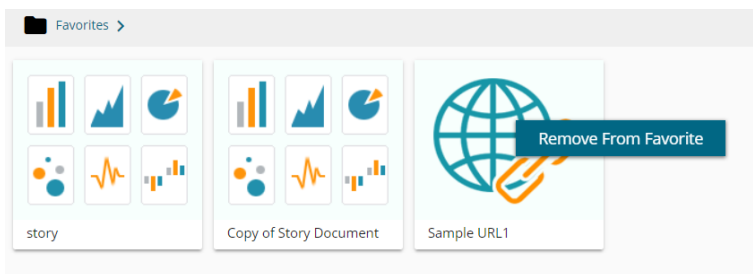 Favorites
Remove From Favorite
story
Copy of Story Document
Sample URL1